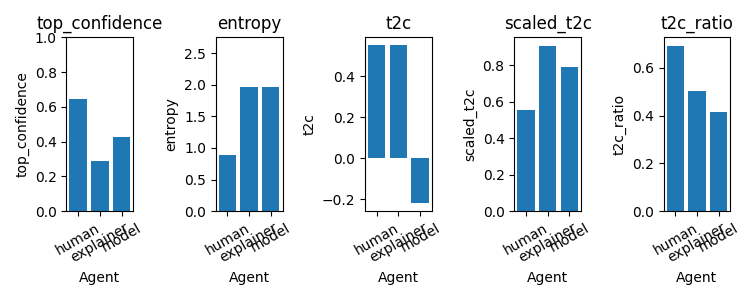 top_confidence
top_confidence
1.0
0.8
0.6
0.4
0.2
0.0
human
explainer
model
Agent
entropy
entropy
2.5
2.0
1.5
1.0
0.5
0.0
human
explainer
model
Agent
t2c
t2c
0.4
0.2
0.0
−0.2
human
explainer
model
Agent
scaled_t2c
scaled_t2c
0.8
0.6
0.4
0.2
0.0
human
explainer
model
Agent
t2c_ratio
t2c_ratio
0.6
0.4
0.2
0.0
human
explainer
model
Agent